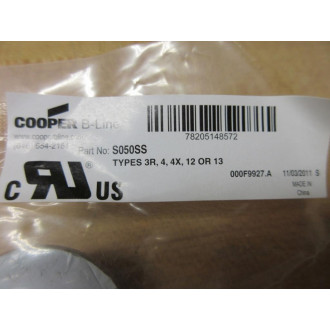 COOPER B-Line
78205148572
Part No: S050SS
TYPES 3R, 4, 4X, 12 OR 13
C US
000F9927.A
11/03/2011 S
MADE IN
China